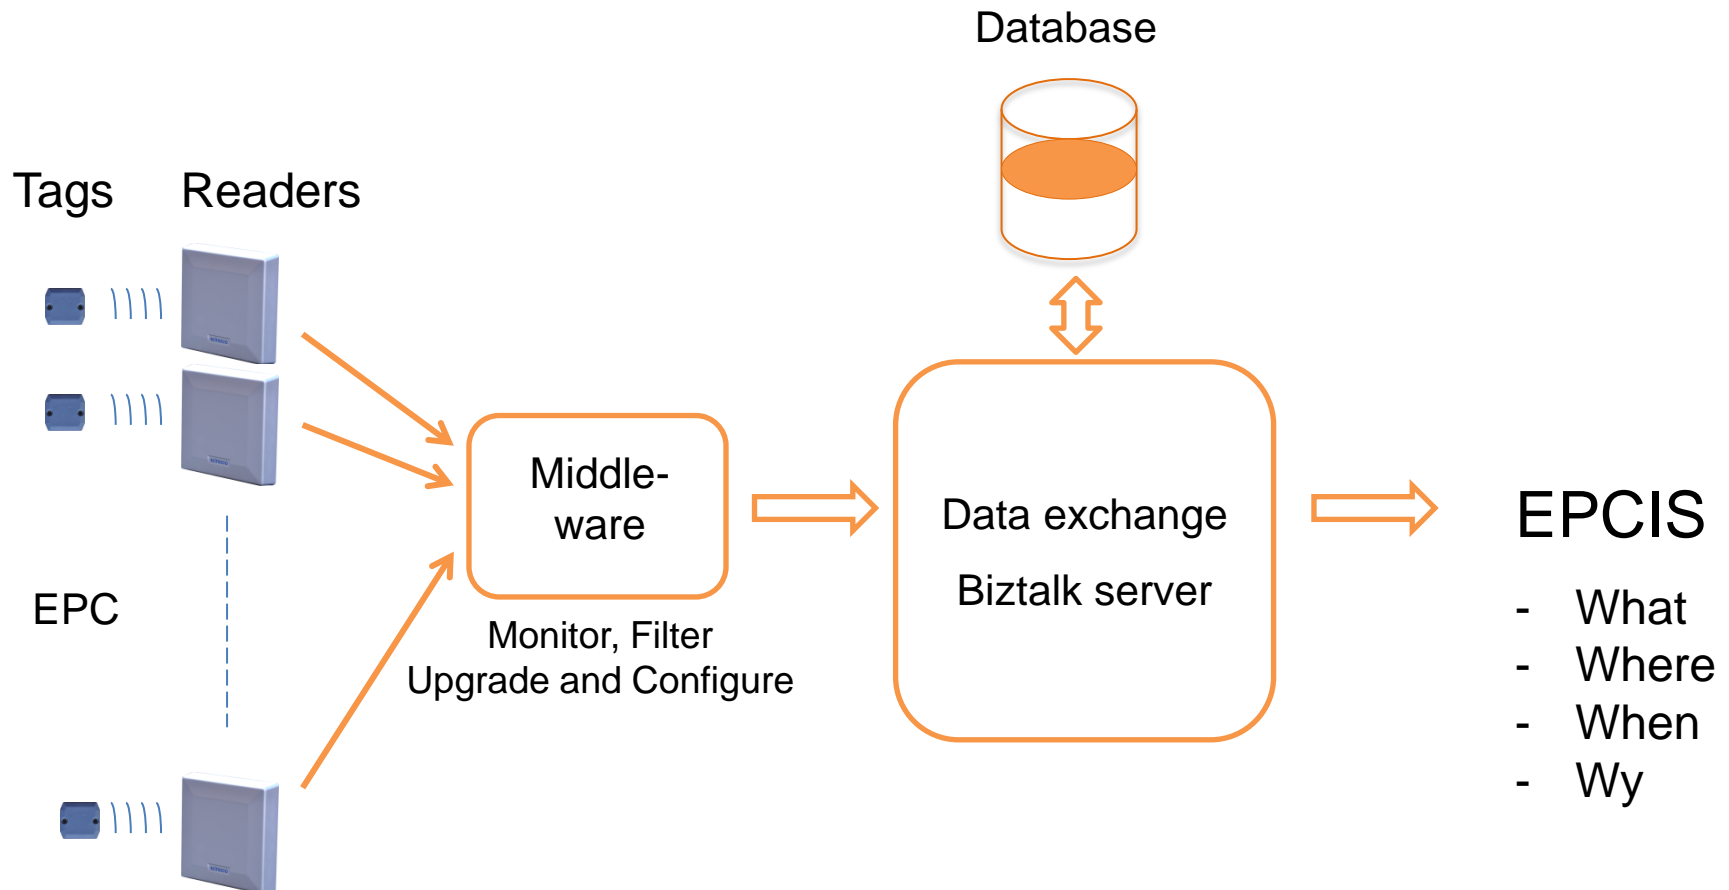 Database
Tags
Readers
Middle-
ware
Data exchange
Biztalk server
EPCIS
EPC
Monitor, Filter
Upgrade and Configure
- What
- Where
- When
- Wy